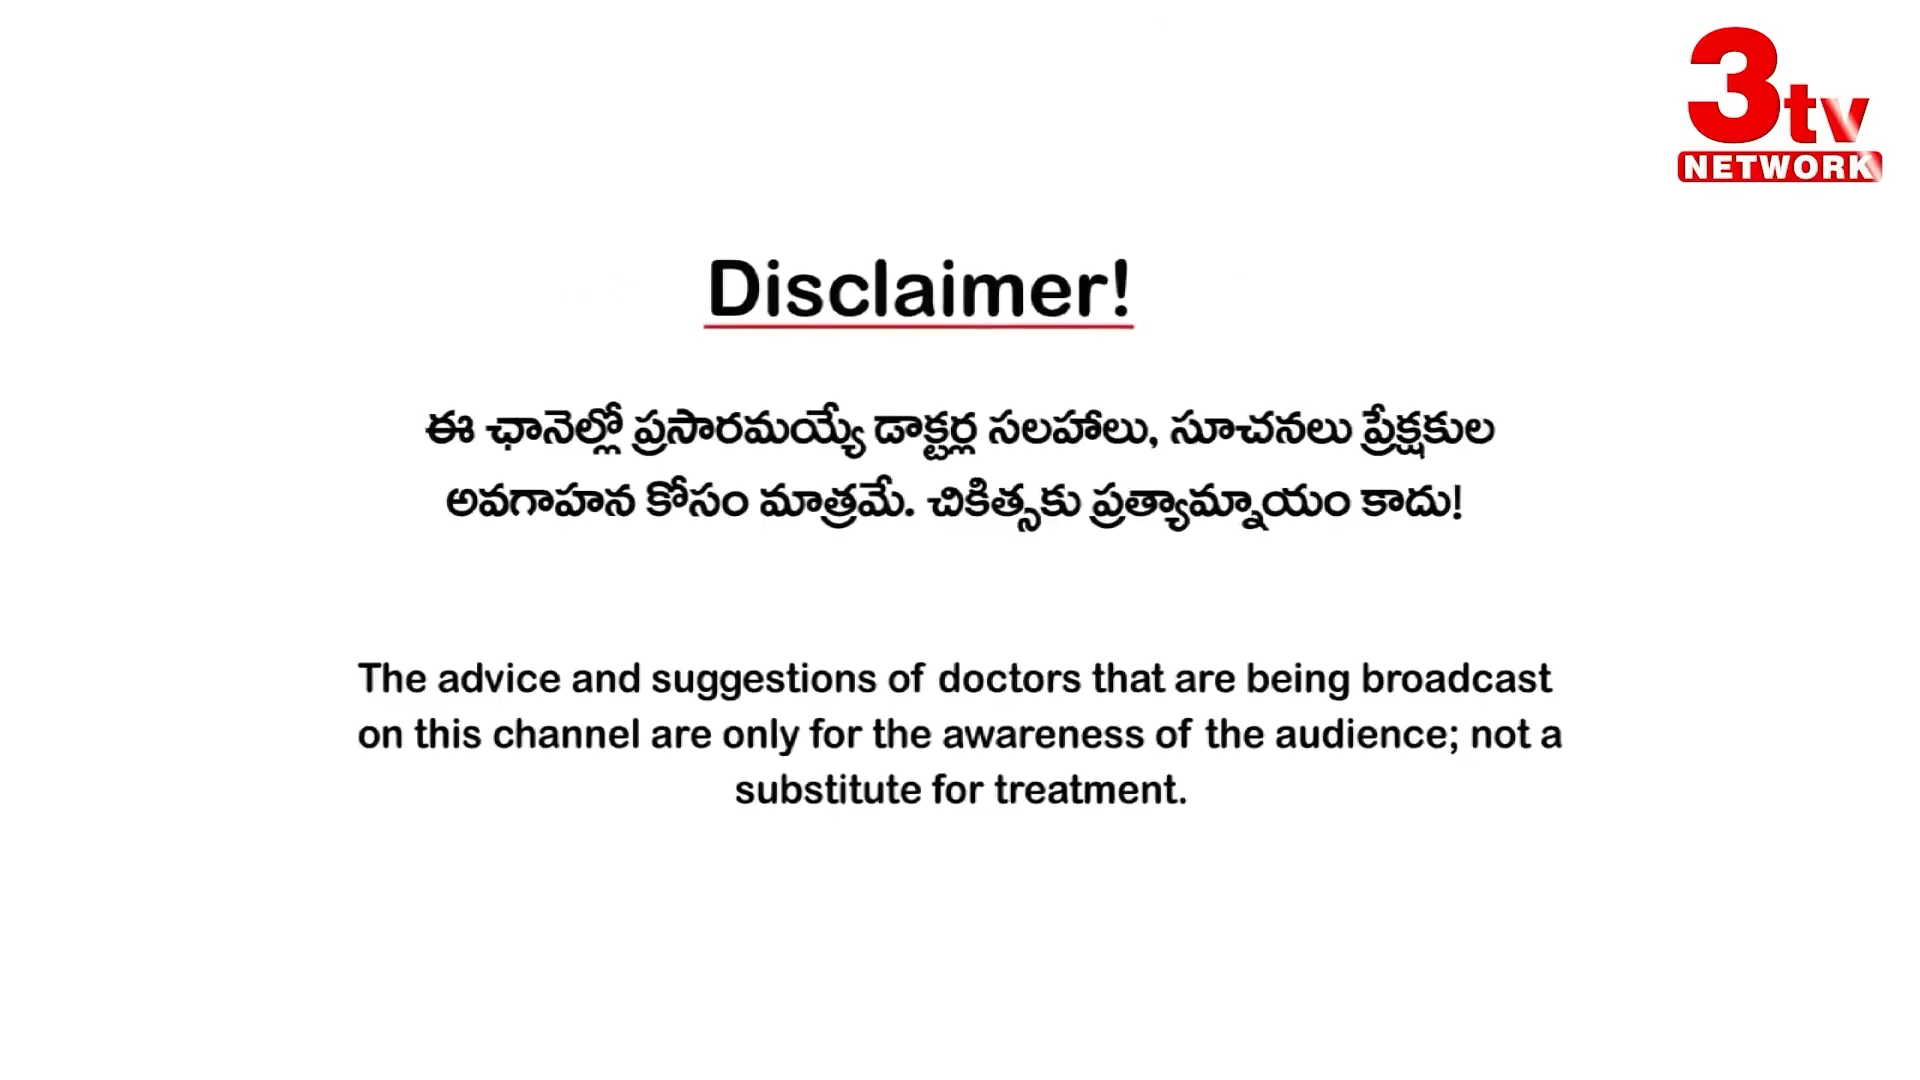 3tv
NETWORK
Disclaimer!
ఈ ఛానెల్లో ప్రసారమయ్యే డాక్టర్ల సలహాలు, సూచనలు ప్రేక్షకుల
అవగాహన కోసం మాత్రమే. చికిత్సకు ప్రత్యామ్నాయం కాదు!
The advice and suggestions of doctors that are being broadcast
on this channel are only for the awareness of the audience; not a
substitute for treatment.